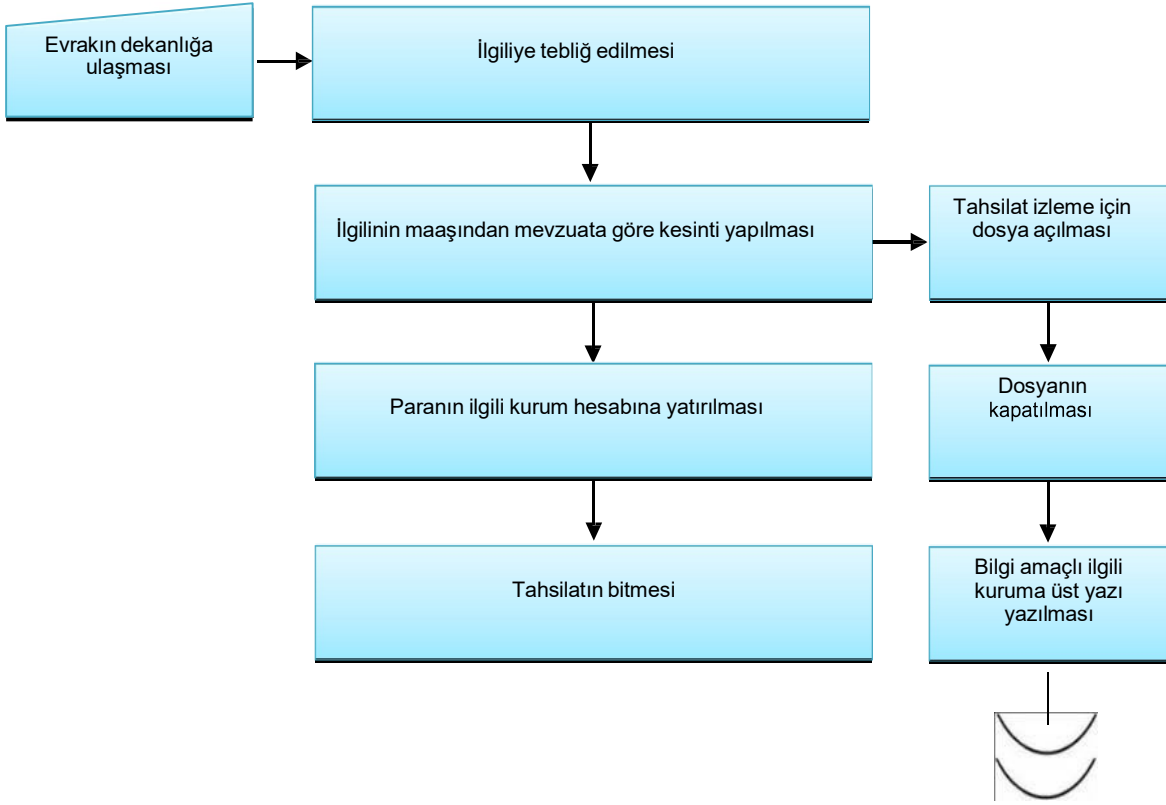 Evrakın dekanlığa
ulaşması
İlgiliye tebliğ edilmesi
İlgilinin maaşından mevzuata göre kesinti yapılması
Tahsilat izleme için
dosya açılması
Paranın ilgili kurum hesabına yatırılması
Dosyanın
kapatılması
Tahsilatın bitmesi
Bilgi amaçlı ilgili
kuruma üst yazı
yazılması